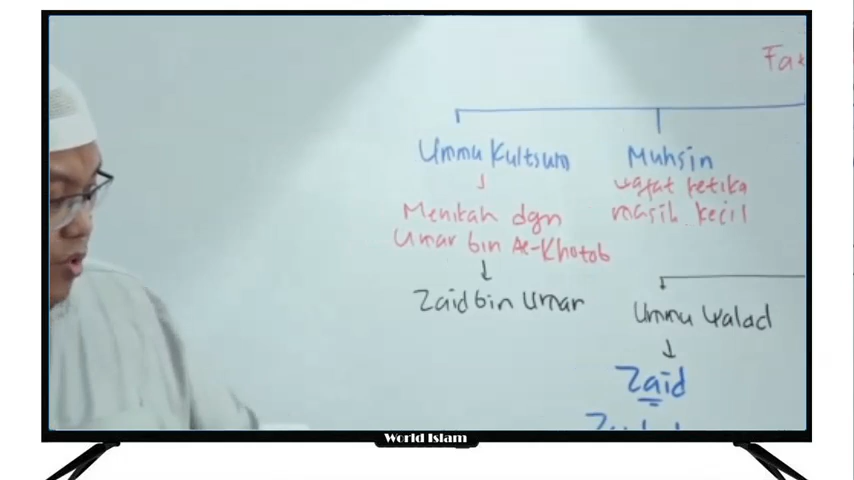 Ummu Kultsum
Muhsin
Menikah dgn
Umar bin Al-Khotob
Zaid bin Umar
wafat ketika
masih kecil
Ummu Walad
Zaid
World Islam